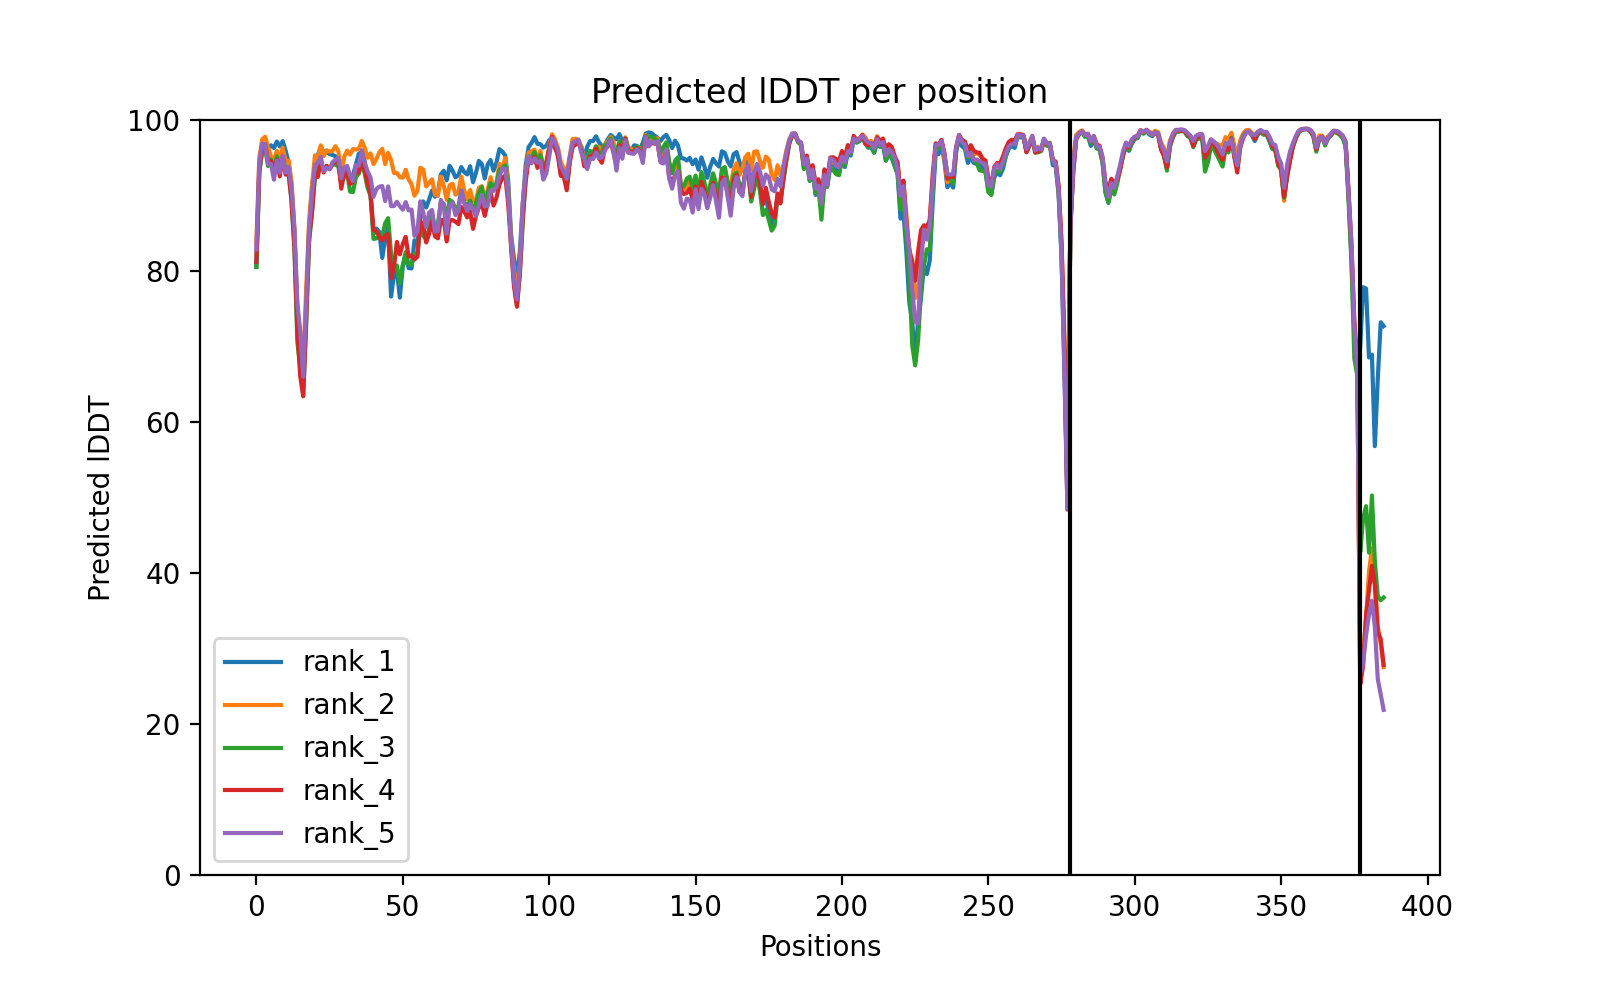 Predicted lDDT per position
100
80
60
40
20
0
Predicted lDDT
rank_1
rank_2
rank_3
rank_4
rank_5
0 50 100 150 200 250 300 350 400
Positions